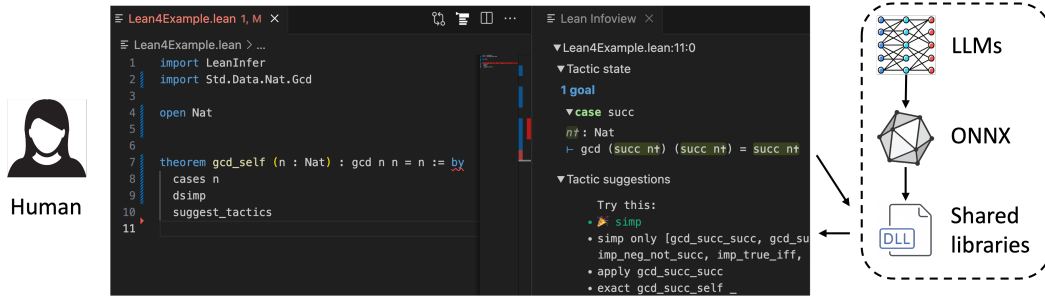 Human
Lean4Example.lean 1, M
Lean4Example.lean > ...
1 import LeanInfer
2 import Std.Data.Nat.Gcd
3
4 open Nat
5
6
7 theorem gcd_self (n : Nat) : gcd n n = n := by
8 cases n
9 dsimp
10 suggest_tactics
11
Lean Infoview
Lean4Example.lean:11:0
Tactic state
1 goal
case succ
n✝ : Nat
⊢ gcd (succ n✝) (succ n✝) = succ n✝
Tactic suggestions
Try this:
🎉 simp
simp only [gcd_succ_succ, gcd_su
imp_neg_not_succ, imp_true_iff,
apply gcd_succ_succ
exact gcd_succ_self _
LLMs
ONNX
DLL
Shared
libraries